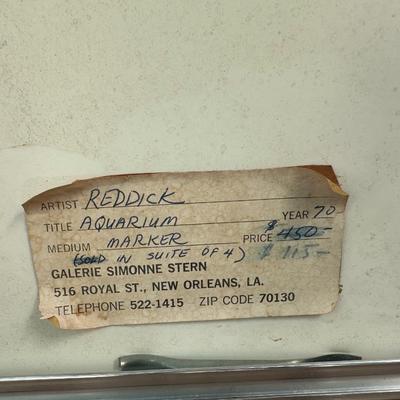 ARTIST REDDICK
TITLE AQUARIUM YEAR 70
MEDIUM MARKER PRICE $450-
(SOLD IN SUITE OF 4) $115-
GALERIE SIMONNE STERN
516 ROYAL ST., NEW ORLEANS, LA.
TELEPHONE 522-1415 ZIP CODE 70130